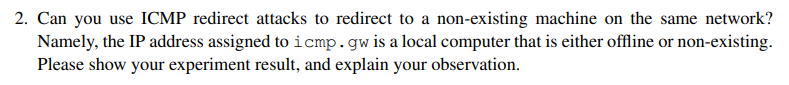 2. Can you use ICMP redirect attacks to redirect to a non-existing machine on the same network?
Namely, the IP address assigned to icmp.gw is a local computer that is either offline or non-existing.
Please show your experiment result, and explain your observation.